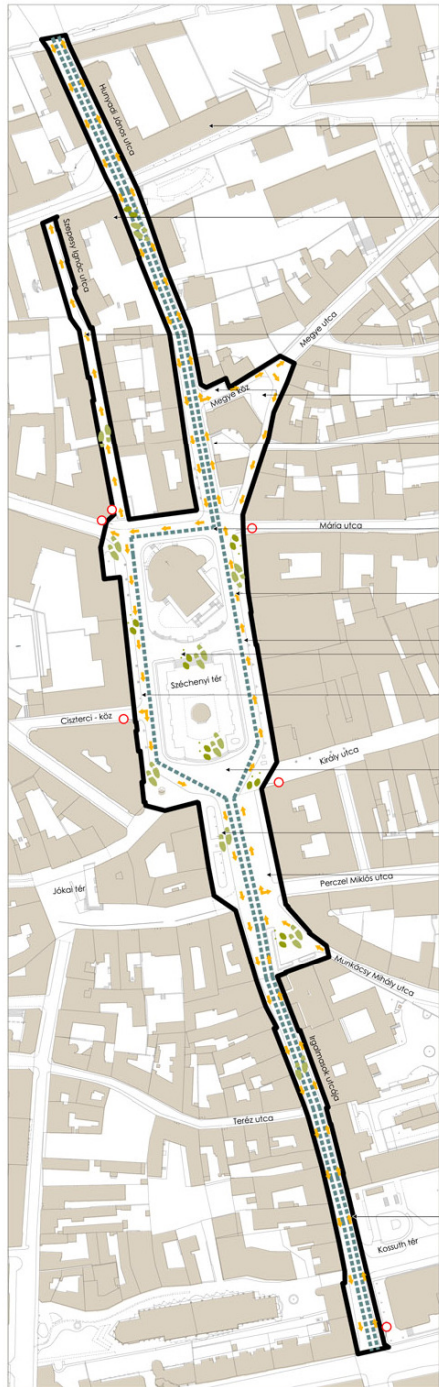 Hunyadi János utca
Szepesy Ignác utca
Megye utca
Megye köz
Mária utca
Széchenyi tér
Ciszterci - köz
Király utca
Perczel Miklós utca
Jókai tér
Munkácsy Mihály utca
Irgalmasok utcája
Teréz utca
Kossuth tér